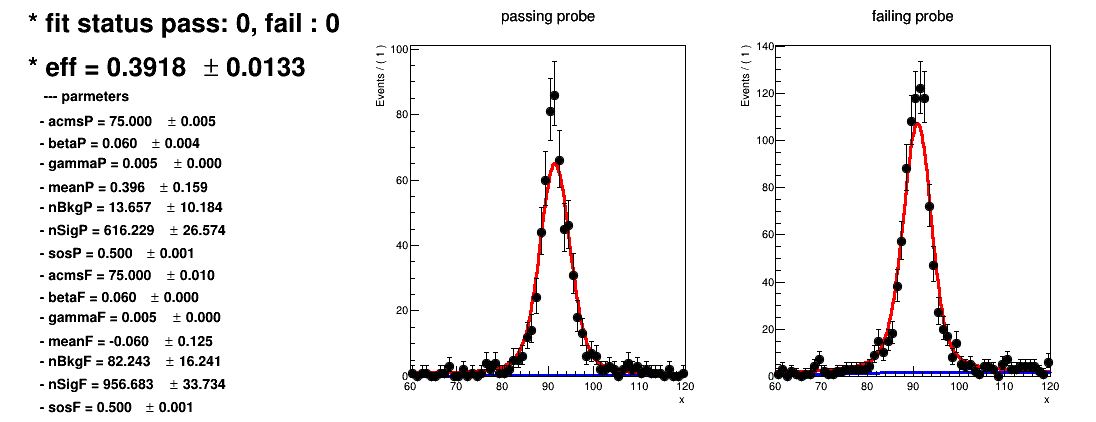 * fit status pass: 0, fail : 0
* eff = 0.3918 ± 0.0133
--- parmeters
- acmsP = 75.000 ± 0.005
- betaP = 0.060 ± 0.004
- gammaP = 0.005 ± 0.000
- meanP = 0.396 ± 0.159
- nBkgP = 13.657 ± 10.184
- nSigP = 616.229 ± 26.574
- sosP = 0.500 ± 0.001
- acmsF = 75.000 ± 0.010
- betaF = 0.060 ± 0.000
- gammaF = 0.005 ± 0.000
- meanF = -0.060 ± 0.125
- nBkgF = 82.243 ± 16.241
- nSigF = 956.683 ± 33.734
- sosF = 0.500 ± 0.001
passing probe
Events / ( 1 )
100
80
60
40
20
0
60 70 80 90 100 110 120
x
failing probe
Events / ( 1 )
140
120
100
80
60
40
20
0
60 70 80 90 100 110 120
x